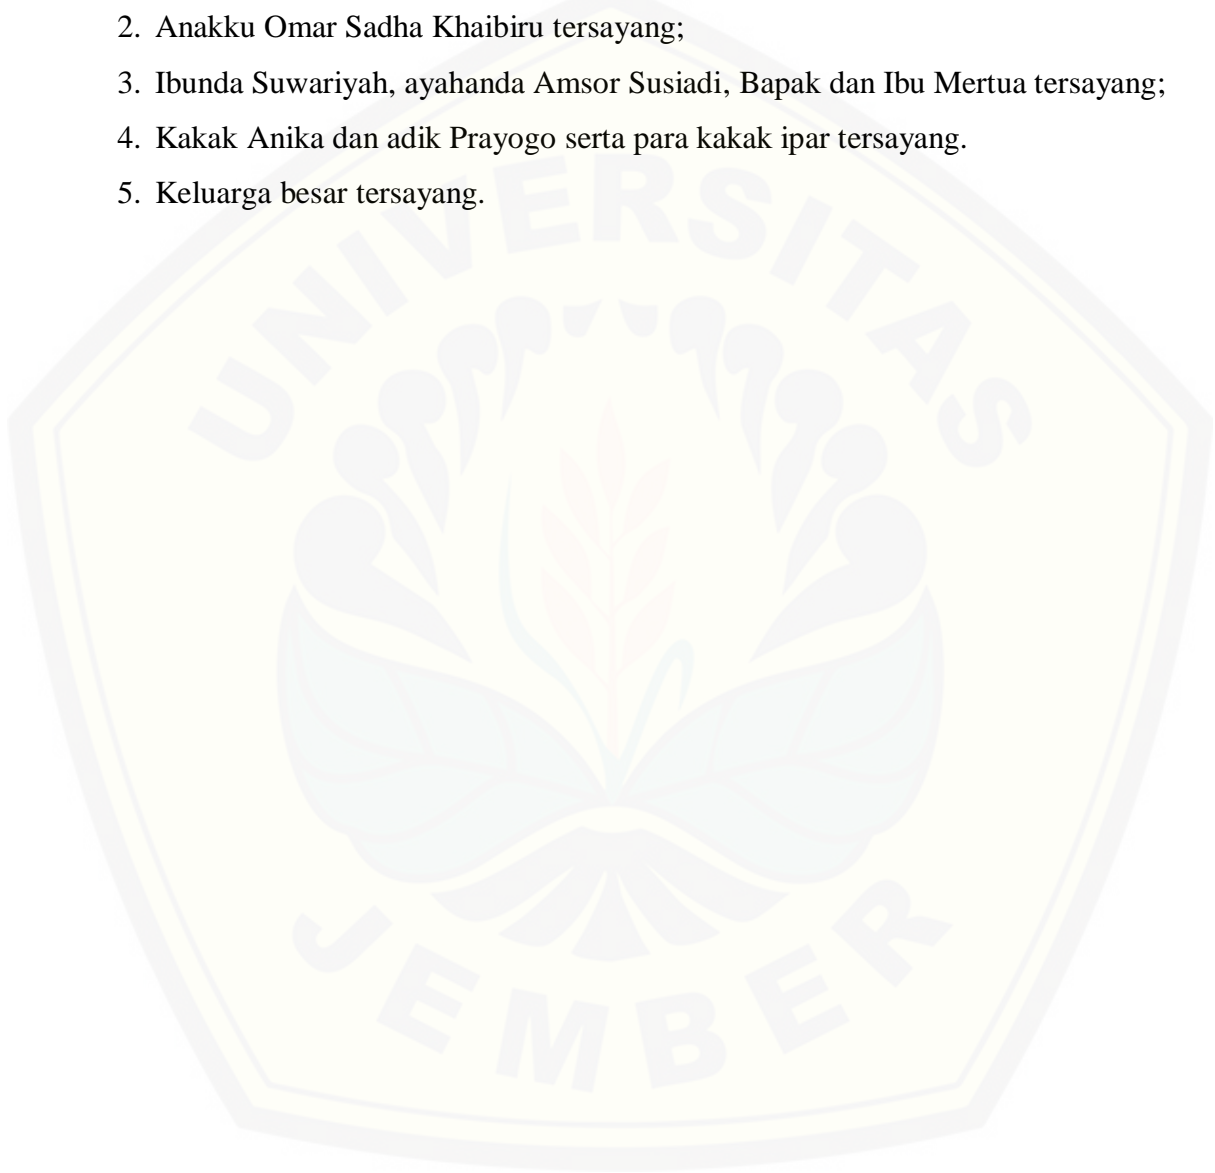 2. Anakku Omar Sadha Khaibiru tersayang;
3. Ibunda Suwariyah, ayahanda Amsor Susiadi, Bapak dan Ibu Mertua tersayang;
4. Kakak Anika dan adik Prayogo serta para kakak ipar tersayang.
5. Keluarga besar tersayang.
UNIVERSITAS
JEMBER